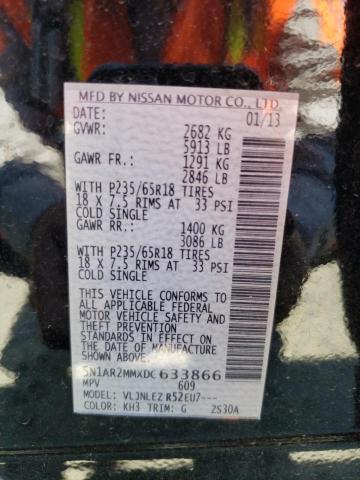 MFD BY NISSAN MOTOR CO., LTD.
DATE: 01/13
GVWR: 2682 KG
5913 LB
GAWR FR.: 1291 KG
2846 LB
WITH P235/65R18 TIRES
18 X 7.5 RIMS AT 33 PSI
COLD SINGLE
GAWR RR.: 1400 KG
3086 LB
WITH P235/65R18 TIRES
18 X 7.5 RIMS AT 33 PSI
COLD SINGLE
THIS VEHICLE CONFORMS TO
ALL APPLICABLE FEDERAL
MOTOR VEHICLE SAFETY AND
THEFT PREVENTION
STANDARDS IN EFFECT ON THE
DATE OF MANUFACTURE SHOWN
ABOVE.
5N1AR2MMXDC633866
MPV 609
MODEL: VLJNLEZ R52EU7---
COLOR: KH3 TRIM: G 2S30A